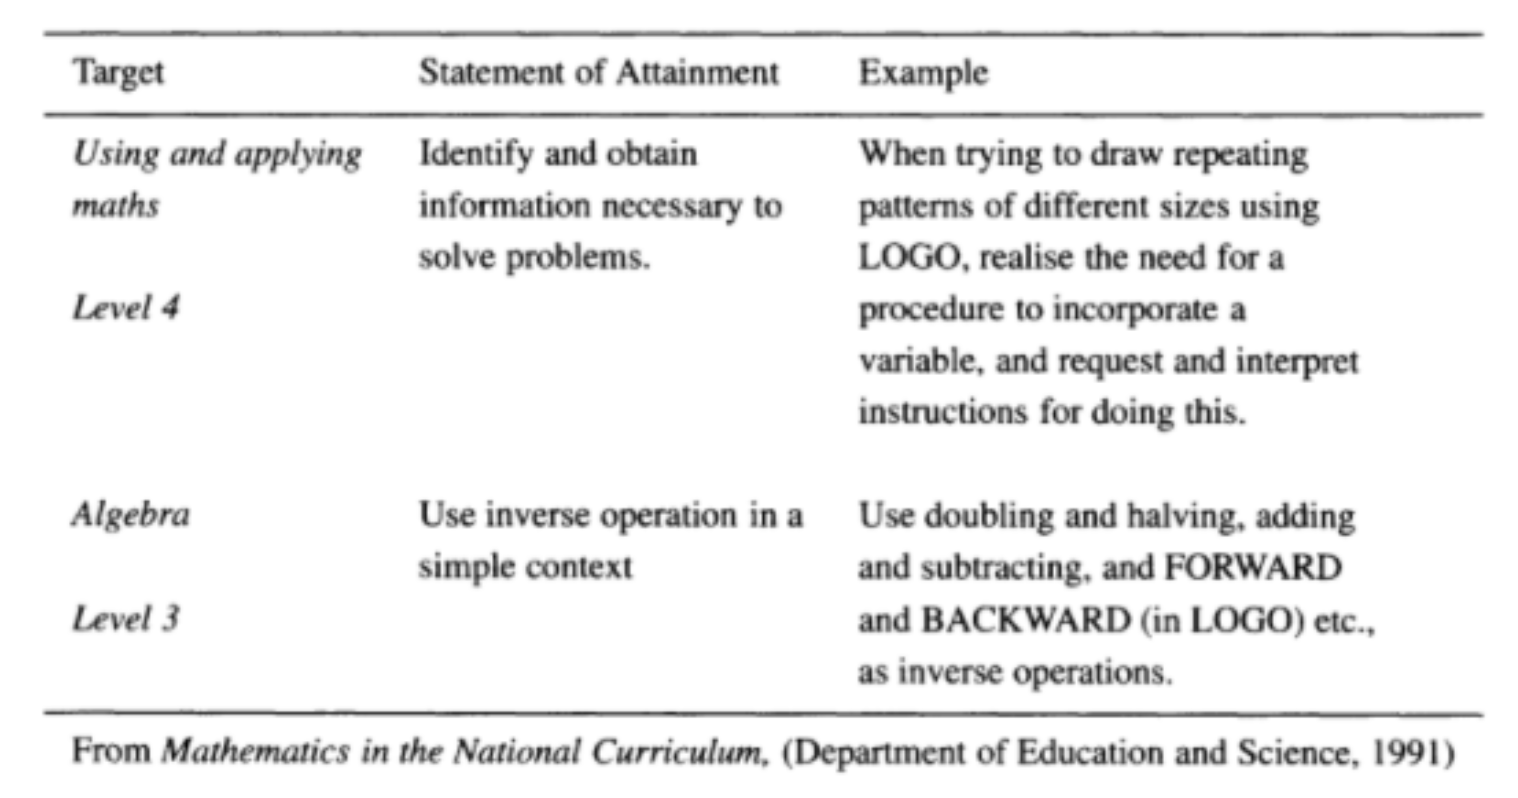 Target Statement of Attainment Example
Using and applying Identify and obtain When trying to draw repeating
maths information necessary to patterns of different sizes using
solve problems. LOGO, realise the need for a
Level 4 procedure to incorporate a
variable, and request and interpret
instructions for doing this.
Algebra Use inverse operation in a Use doubling and halving, adding
simple context and subtracting, and FORWARD
Level 3 and BACKWARD (in LOGO) etc.,
as inverse operations.
From Mathematics in the National Curriculum, (Department of Education and Science, 1991)